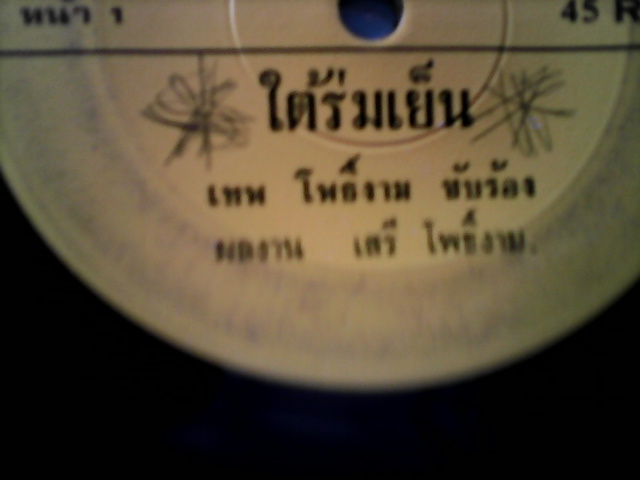 หน้า 1 45 R
ใต้ร่มเย็น
เทพ โพธิ์งาม ขับร้อง
ผลงาน เสรี โพธิ์งาม.